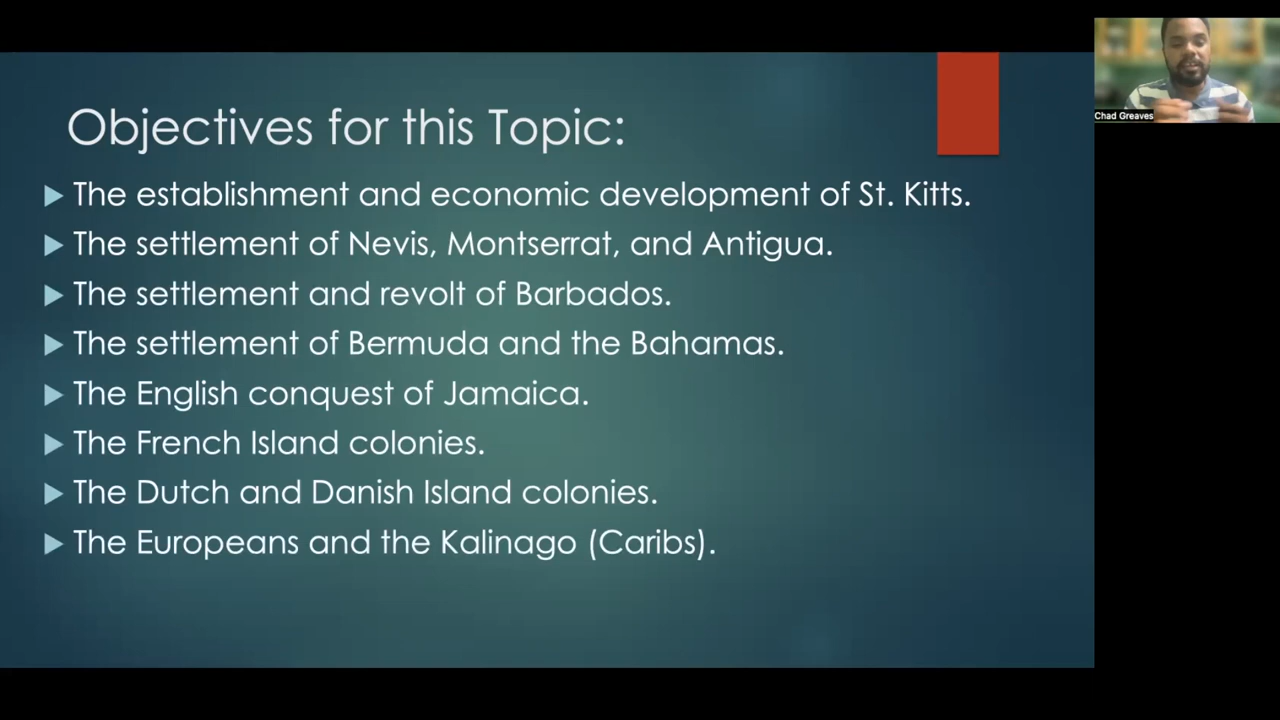 Objectives for this Topic:
The establishment and economic development of St. Kitts.
The settlement of Nevis, Montserrat, and Antigua.
The settlement and revolt of Barbados.
The settlement of Bermuda and the Bahamas.
The English conquest of Jamaica.
The French Island colonies.
The Dutch and Danish Island colonies.
The Europeans and the Kalinago (Caribs).
Chad Greaves